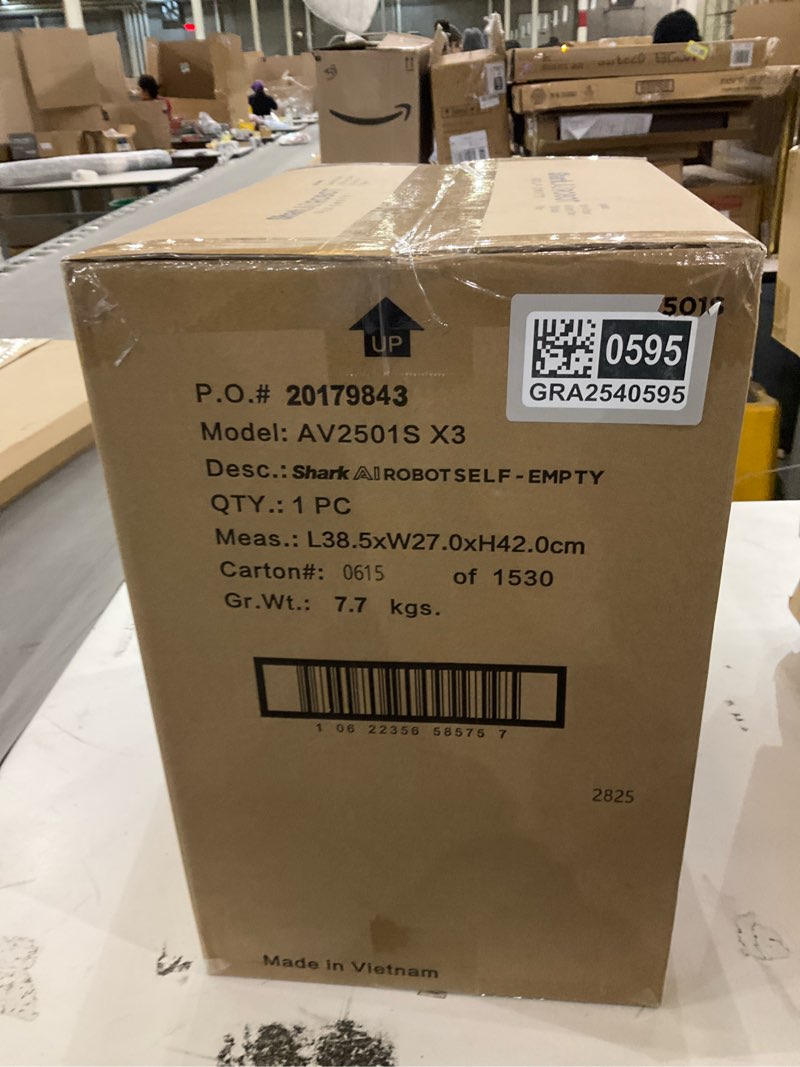 501S
0595
GRA2540595
UP
P.O.# 20179843
Model: AV2501S X3
Desc.: Shark AI ROBOT SELF-EMPTY
QTY.: 1 PC
Meas.: L38.5xW27.0xH42.0cm
Carton#: 0615 of 1530
Gr.Wt.: 7.7 kgs.
1 06 22356 58575 7
2825
Made in Vietnam